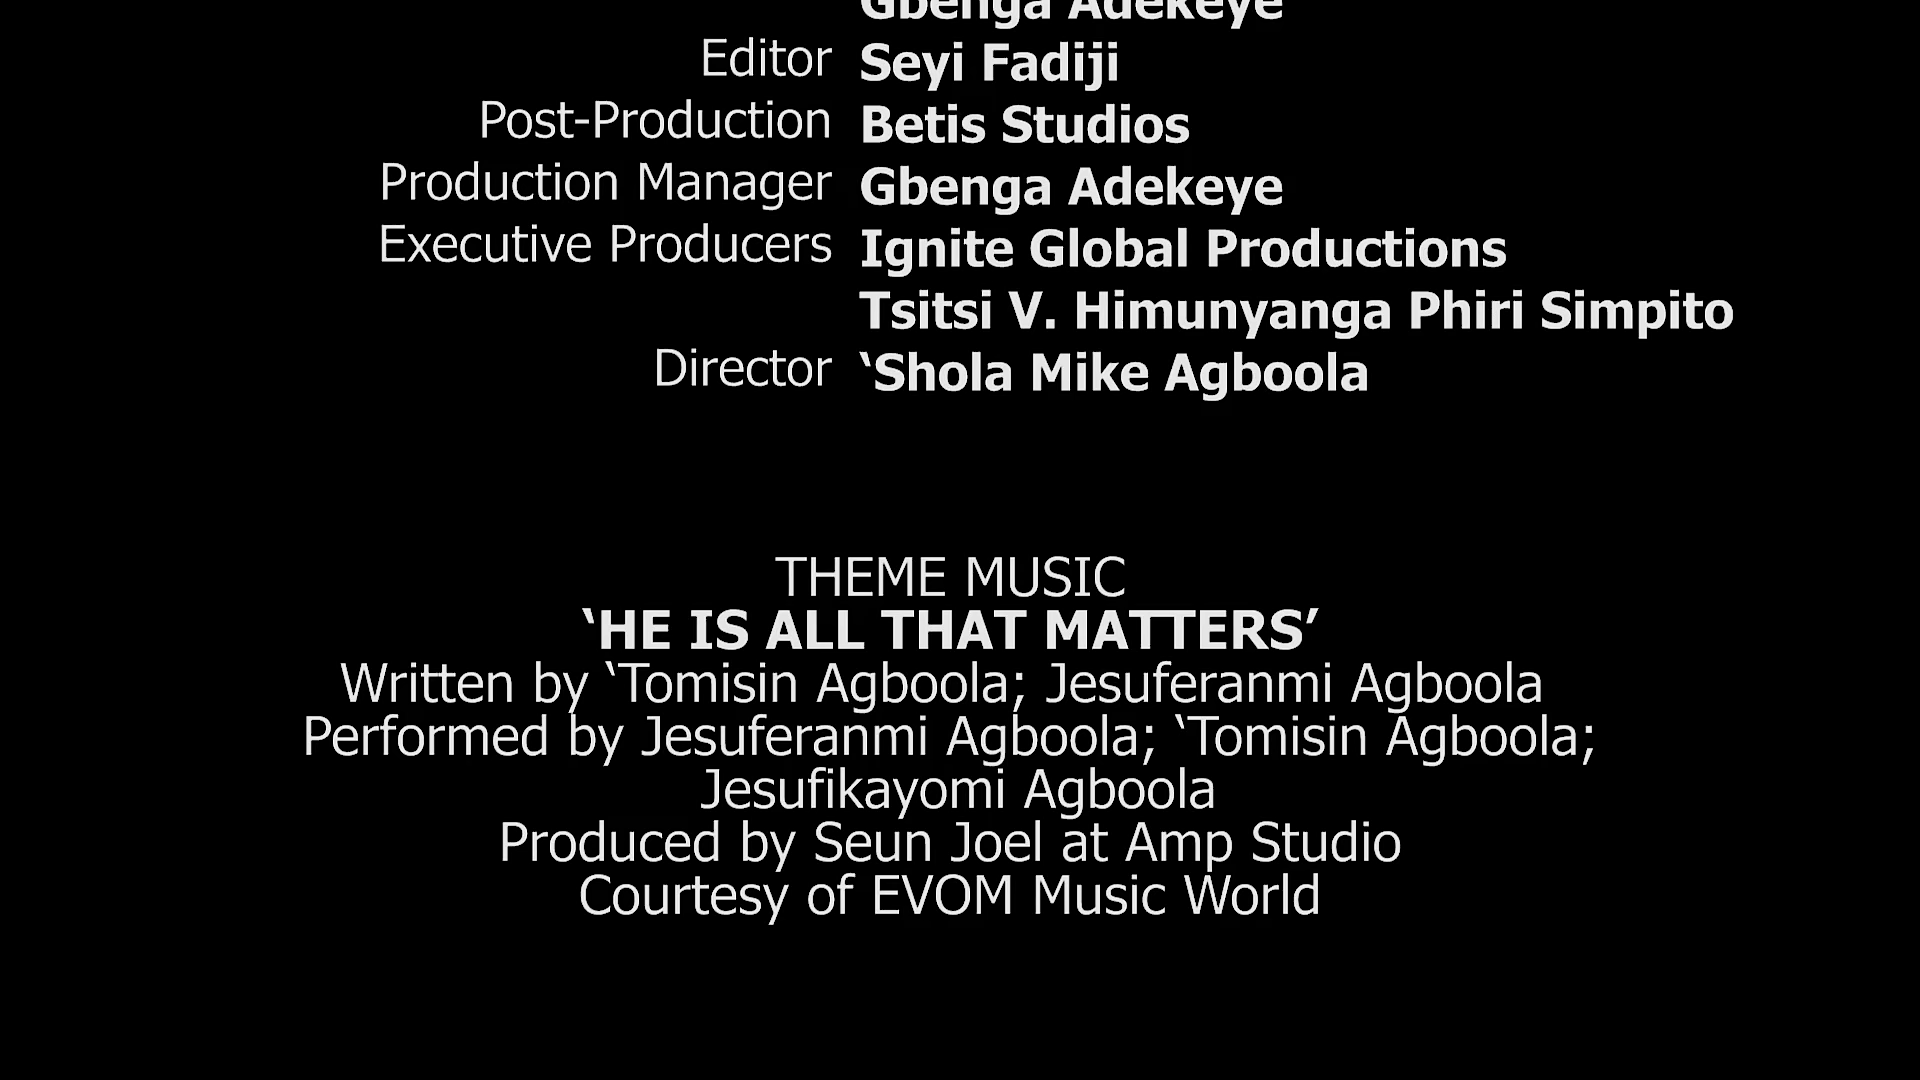 Gbenga Adekeye
Editor Seyi Fadiji
Post-Production Betis Studios
Production Manager Gbenga Adekeye
Executive Producers Ignite Global Productions
Tsitsi V. Himunyanga Phiri Simpito
Director ‘Shola Mike Agboola
THEME MUSIC
‘HE IS ALL THAT MATTERS’
Written by ‘Tomisin Agboola; Jesuferanmi Agboola
Performed by Jesuferanmi Agboola; ‘Tomisin Agboola;
Jesufikayomi Agboola
Produced by Seun Joel at Amp Studio
Courtesy of EVOM Music World